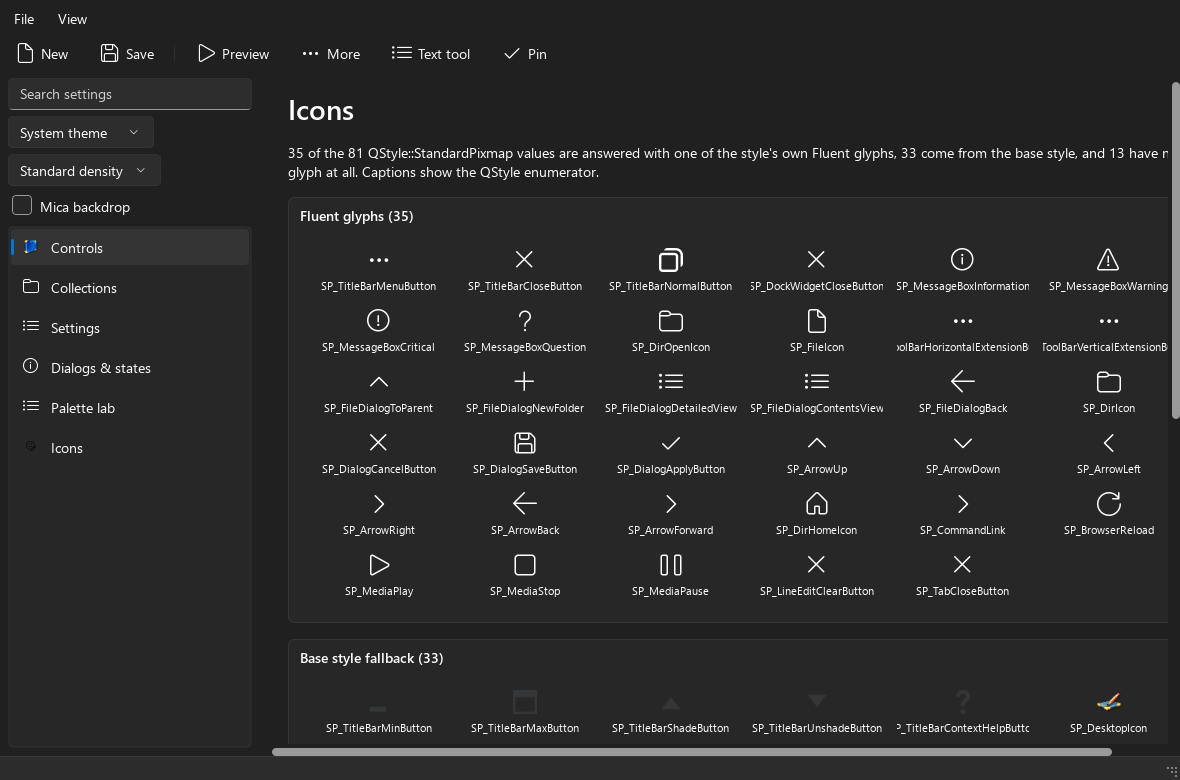 File View
New Save Preview More Text tool Pin
Search settings
System theme
Standard density
Mica backdrop
Controls
Collections
Settings
Dialogs & states
Palette lab
Icons
Icons
35 of the 81 QStyle::StandardPixmap values are answered with one of the style's own Fluent glyphs, 33 come from the base style, and 13 have
glyph at all. Captions show the QStyle enumerator.
Fluent glyphs (35)
SP_TitleBarMenuButton SP_TitleBarCloseButton SP_TitleBarNormalButton SP_DockWidgetCloseButton SP_MessageBoxInformation SP_MessageBoxWarning
SP_MessageBoxCritical SP_MessageBoxQuestion SP_DirOpenIcon SP_FileIcon oolBarHorizontalExtensionB ToolBarVerticalExtensionB
SP_FileDialogToParent SP_FileDialogNewFolder SP_FileDialogDetailedView SP_FileDialogContentsView SP_FileDialogBack SP_DirIcon
SP_DialogCancelButton SP_DialogSaveButton SP_DialogApplyButton SP_ArrowUp SP_ArrowDown SP_ArrowLeft
SP_ArrowRight SP_ArrowBack SP_ArrowForward SP_DirHomeIcon SP_CommandLink SP_BrowserReload
SP_MediaPlay SP_MediaStop SP_MediaPause SP_LineEditClearButton SP_TabCloseButton
Base style fallback (33)
SP_TitleBarMinButton SP_TitleBarMaxButton SP_TitleBarShadeButton SP_TitleBarUnshadeButton SP_TitleBarContextHelpButto SP_DesktopIcon